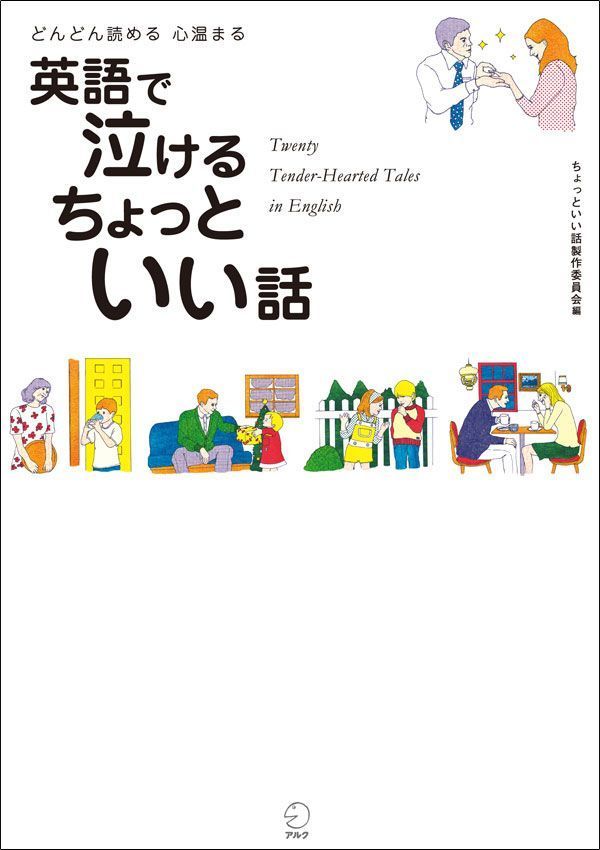 どんどん読める 心温まる
英語で
泣ける
ちょっと
いい話
Twenty
Tender-Hearted Tales
in English
ちょっといい話製作委員会 編
アルク